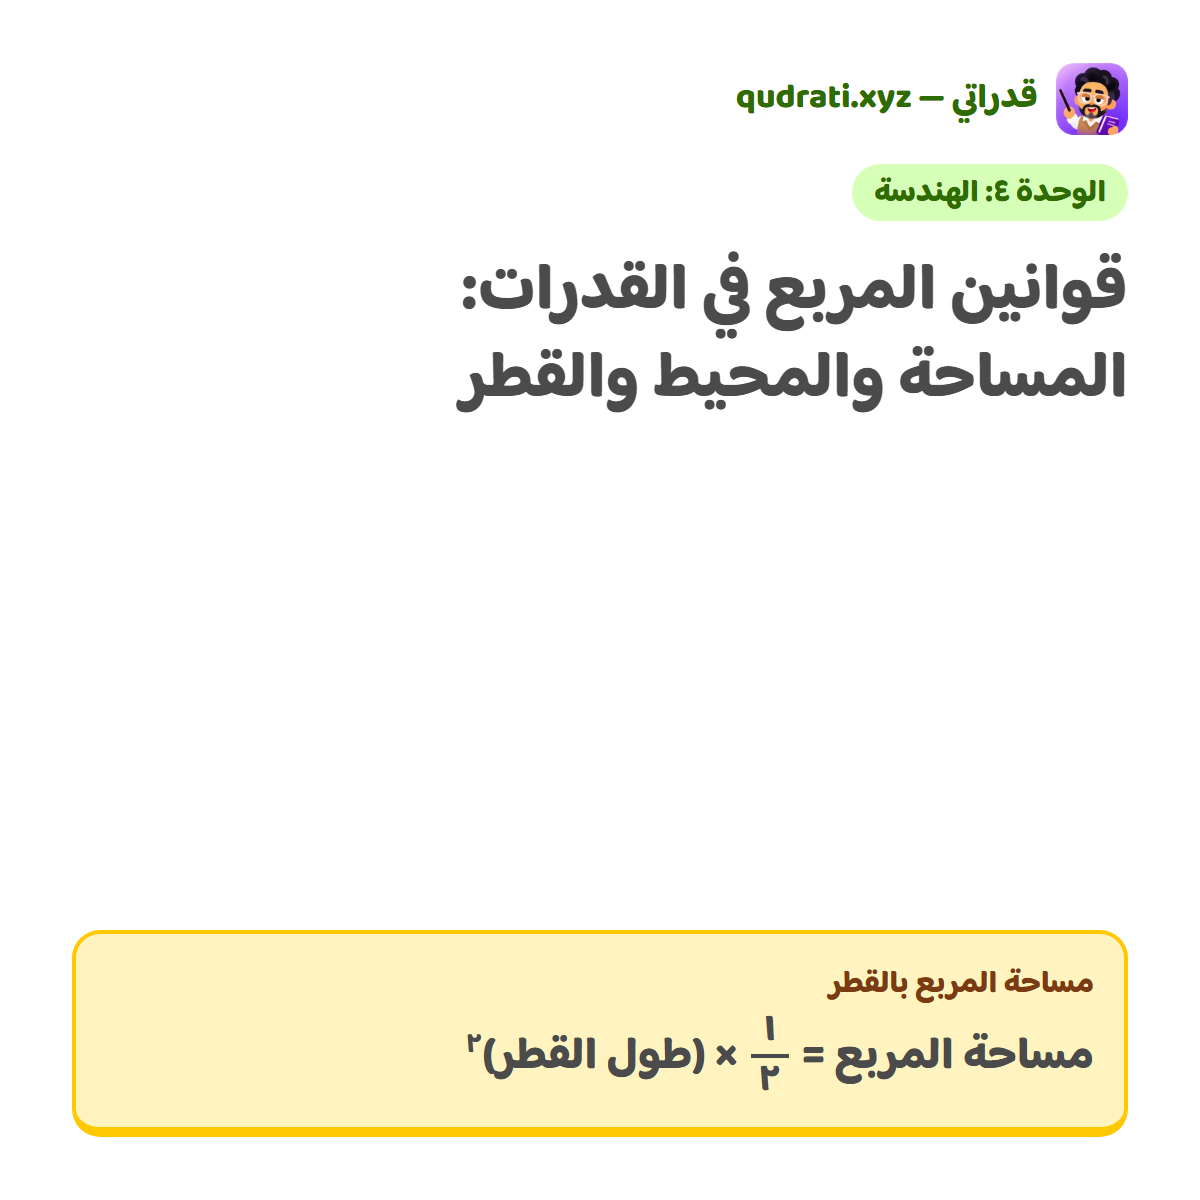 قدراتي — qudrati.xyz
الوحدة ٤: الهندسة
قوانين المربع في القدرات:
المساحة والمحيط والقطر
مساحة المربع بالقطر
مساحة المربع = ١/٢ × (طول القطر)٢